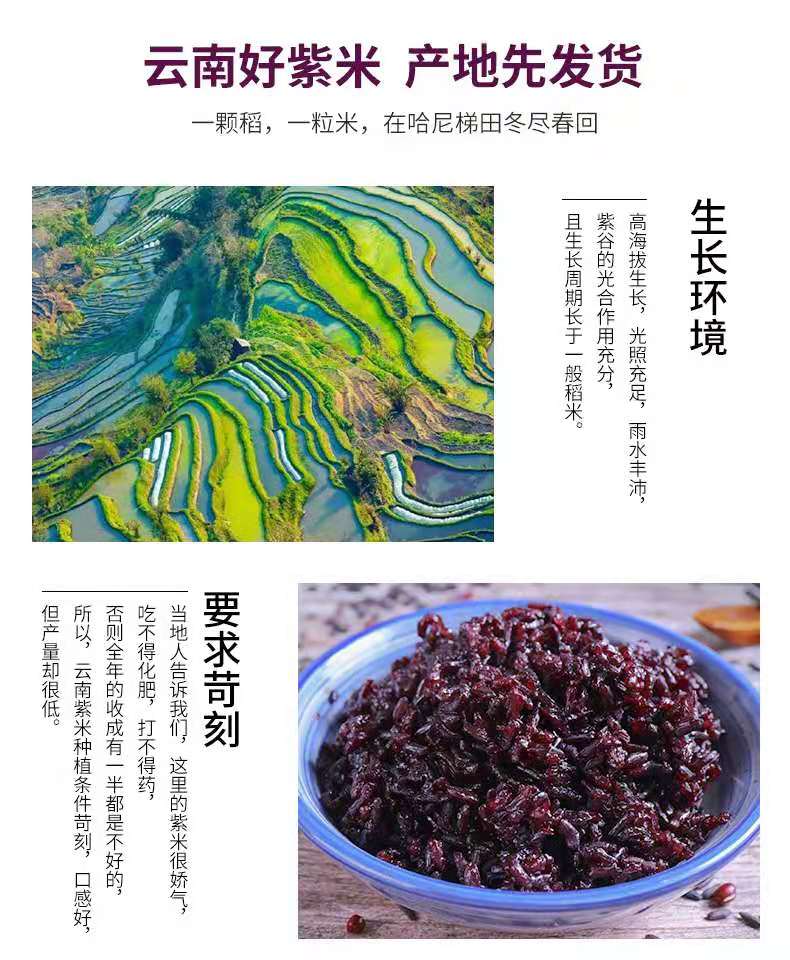 云南好紫米 产地先发货
一颗稻，一粒米，在哈尼梯田冬尽春回
生长环境
高海拔生长，光照充足，雨水丰沛，
紫谷的光合作用充分，
且生长周期长于一般稻米。
要求苛刻
当地人告诉我们，这里的紫米很娇气，
吃不得化肥，打不得药，
否则全年的收成有一半都是不好的，
所以，云南紫米种植条件苛刻，口感好，
但产量却很低。